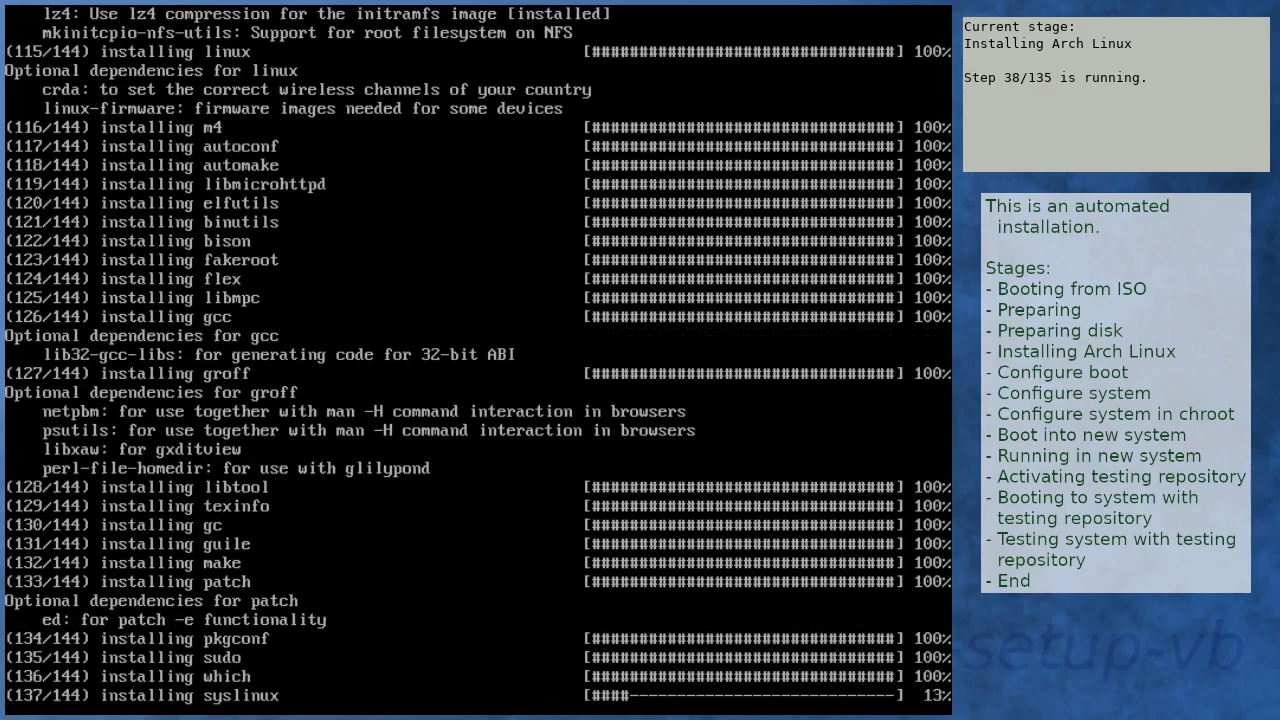 lz4: Use lz4 compression for the initramfs image [installed]
mkinitcpio-nfs-utils: Support for root filesystem on NFS
(115/144) installing linux [################################] 100%
Optional dependencies for linux
crda: to set the correct wireless channels of your country
linux-firmware: firmware images needed for some devices
(116/144) installing m4 [################################] 100%
(117/144) installing autoconf [################################] 100%
(118/144) installing automake [################################] 100%
(119/144) installing libmicrohttpd [################################] 100%
(120/144) installing elfutils [################################] 100%
(121/144) installing binutils [################################] 100%
(122/144) installing bison [################################] 100%
(123/144) installing fakeroot [################################] 100%
(124/144) installing flex [################################] 100%
(125/144) installing libmpc [################################] 100%
(126/144) installing gcc [################################] 100%
Optional dependencies for gcc
lib32-gcc-libs: for generating code for 32-bit ABI
(127/144) installing groff [################################] 100%
Optional dependencies for groff
netpbm: for use together with man -H command interaction in browsers
psutils: for use together with man -H command interaction in browsers
libxaw: for gxditview
perl-file-homedir: for use with glilypond
(128/144) installing libtool [################################] 100%
(129/144) installing texinfo [################################] 100%
(130/144) installing gc [################################] 100%
(131/144) installing guile [################################] 100%
(132/144) installing make [################################] 100%
(133/144) installing patch [################################] 100%
Optional dependencies for patch
ed: for patch -e functionality
(134/144) installing pkgconf [################################] 100%
(135/144) installing sudo [################################] 100%
(136/144) installing which [################################] 100%
(137/144) installing syslinux [####----------------------------] 13%
Current stage:
Installing Arch Linux
Step 38/135 is running.
This is an automated
installation.
Stages:
- Booting from ISO
- Preparing
- Preparing disk
- Installing Arch Linux
- Configure boot
- Configure system
- Configure system in chroot
- Boot into new system
- Running in new system
- Activating testing repository
- Booting to system with
testing repository
- Testing system with testing
repository
- End
setup-vb